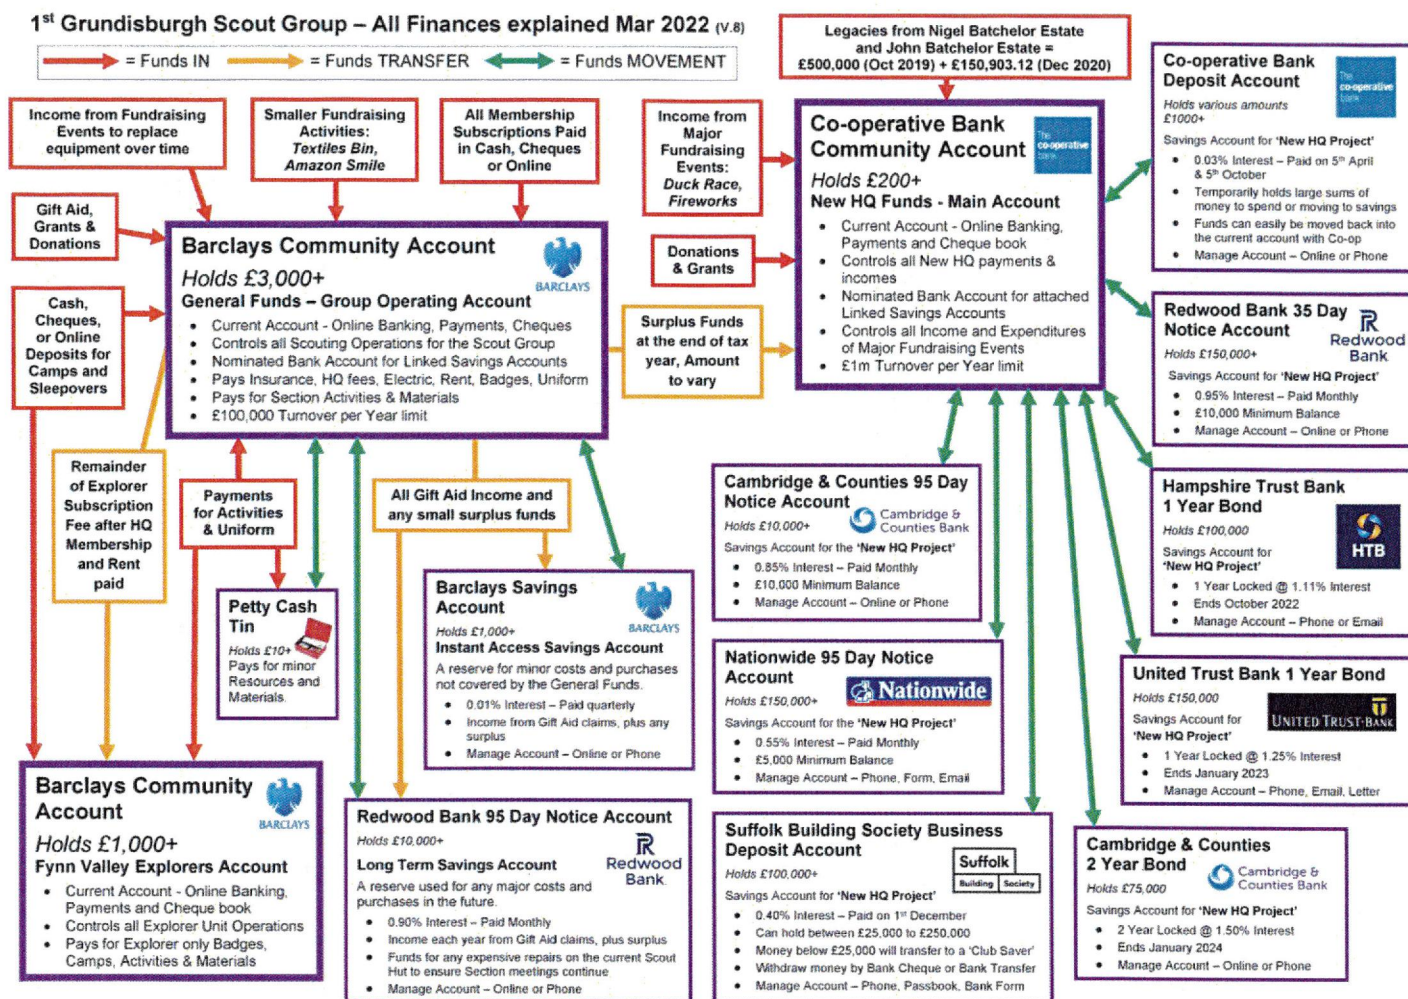 1st Grundisburgh Scout Group – All Finances explained Mar 2022 (V.8)
= Funds IN
= Funds TRANSFER
= Funds MOVEMENT
Legacies from Nigel Batchelor Estate
and John Batchelor Estate =
£500,000 (Oct 2019) + £150,903.12 (Dec 2020)
Income from Fundraising
Events to replace
equipment over time
Smaller Fundraising
Activities:
Textiles Bin,
Amazon Smile
All Membership
Subscriptions Paid
in Cash, Cheques
or Online
Gift Aid,
Grants &
Donations
Cash,
Cheques,
or Online
Deposits for
Camps and
Sleepovers
Barclays Community Account
BARCLAYS
Holds £3,000+
General Funds – Group Operating Account
• Current Account - Online Banking, Payments, Cheques
• Controls all Scouting Operations for the Scout Group
• Nominated Bank Account for Linked Savings Accounts
• Pays Insurance, HQ fees, Electric, Rent, Badges, Uniform
• Pays for Section Activities & Materials
• £100,000 Turnover per Year limit
Income from
Major
Fundraising
Events:
Duck Race,
Fireworks
Donations
& Grants
Surplus Funds
at the end of tax
year, Amount
to vary
Co-operative Bank
Community Account
The
co-operative
bank
Holds £200+
New HQ Funds - Main Account
• Current Account - Online Banking,
Payments and Cheque book
• Controls all New HQ payments &
incomes
• Nominated Bank Account for attached
Linked Savings Accounts
• Controls all Income and Expenditures
of Major Fundraising Events
• £1m Turnover per Year limit
Co-operative Bank
Deposit Account
The
co-operative
bank
Holds various amounts
£1000+
Savings Account for 'New HQ Project'
• 0.03% Interest – Paid on 5th April
& 5th October
• Temporarily holds large sums of
money to spend or moving to savings
• Funds can easily be moved back into
the current account with Co-op
• Manage Account – Online or Phone
Redwood Bank 35 Day
Notice Account
Redwood
Bank
Holds £150,000+
Savings Account for 'New HQ Project'
• 0.95% Interest – Paid Monthly
• £10,000 Minimum Balance
• Manage Account – Online or Phone
Remainder
of Explorer
Subscription
Fee after HQ
Membership
and Rent
paid
Payments
for Activities
& Uniform
All Gift Aid Income and
any small surplus funds
Petty Cash
Tin
Holds £10+
Pays for minor
Resources and
Materials.
Barclays Savings
Account
BARCLAYS
Holds £1,000+
Instant Access Savings Account
A reserve for minor costs and purchases
not covered by the General Funds.
• 0.01% Interest – Paid quarterly
• Income from Gift Aid claims, plus any
surplus
• Manage Account – Online or Phone
Cambridge & Counties 95 Day
Notice Account
Cambridge &
Counties Bank
Holds £10,000+
Savings Account for the 'New HQ Project'
• 0.85% Interest – Paid Monthly
• £10,000 Minimum Balance
• Manage Account – Online or Phone
Hampshire Trust Bank
1 Year Bond
HTB
Holds £100,000
Savings Account for
'New HQ Project'
• 1 Year Locked @ 1.11% Interest
• Ends October 2022
• Manage Account – Phone or Email
Nationwide 95 Day Notice
Account
Nationwide
Holds £150,000+
Savings Account for the 'New HQ Project'
• 0.55% Interest – Paid Monthly
• £5,000 Minimum Balance
• Manage Account – Phone, Form, Email
United Trust Bank 1 Year Bond
UNITED TRUST BANK
Holds £150,000
Savings Account for
'New HQ Project'
• 1 Year Locked @ 1.25% Interest
• Ends January 2023
• Manage Account – Phone, Email, Letter
Barclays Community
Account
BARCLAYS
Holds £1,000+
Fynn Valley Explorers Account
• Current Account - Online Banking,
Payments and Cheque book
• Controls all Explorer Unit Operations
• Pays for Explorer only Badges,
Camps, Activities & Materials
Redwood Bank 95 Day Notice Account
Redwood
Bank
Holds £10,000+
Long Term Savings Account
A reserve used for any major costs and
purchases in the future.
• 0.90% Interest – Paid Monthly
• Income each year from Gift Aid claims, plus surplus
• Funds for any expensive repairs on the current Scout
Hut to ensure Section meetings continue
• Manage Account – Online or Phone
Suffolk Building Society Business
Deposit Account
Suffolk
Building Society
Holds £100,000+
Savings Account for 'New HQ Project'
• 0.40% Interest – Paid on 1st December
• Can hold between £25,000 to £250,000
• Money below £25,000 will transfer to a 'Club Saver'
• Withdraw money by Bank Cheque or Bank Transfer
• Manage Account – Phone, Passbook, Bank Form
Cambridge & Counties
2 Year Bond
Cambridge &
Counties Bank
Holds £75,000
Savings Account for 'New HQ Project'
• 2 Year Locked @ 1.50% Interest
• Ends January 2024
• Manage Account – Online or Phone